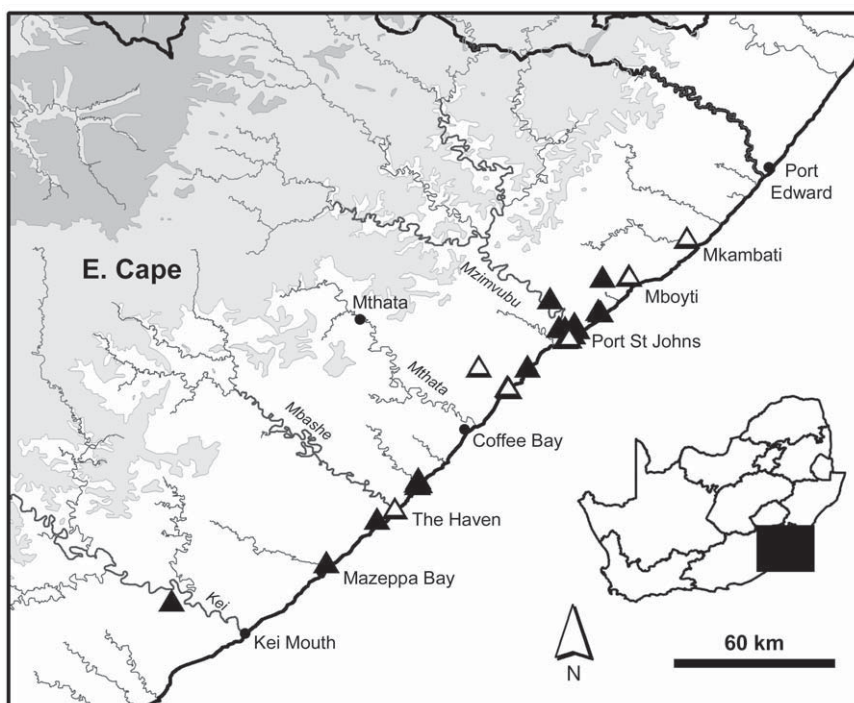 Port
Edward
Mkambati
E. Cape
Mzimvubu
Mboyti
Mthata
Port St Johns
Mthata
Mbashe
Coffee Bay
The Haven
Mazeppa Bay
Kei
Kei Mouth
60 km
N